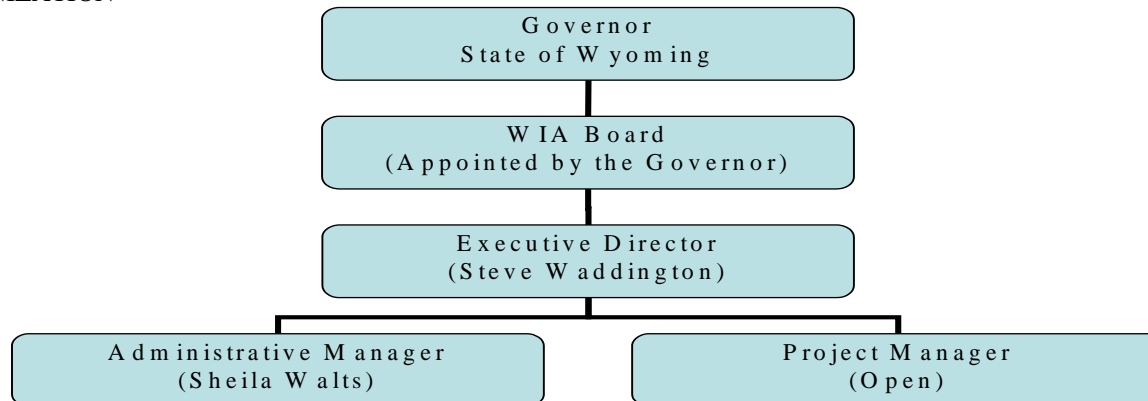 Governor
State of Wyoming
WIA Board
(Appointed by the Governor)
Executive Director
(Steve Waddington)
Administrative Manager
(Sheila Walts)
Project Manager
(Open)